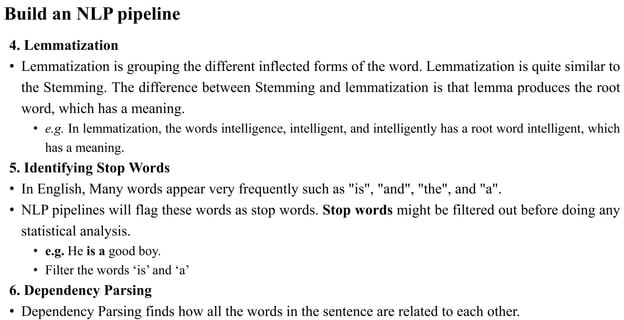 Build an NLP pipeline
4. Lemmatization
• Lemmatization is grouping the different inflected forms of the word. Lemmatization is quite similar to
the Stemming. The difference between Stemming and lemmatization is that lemma produces the root
word, which has a meaning.
• e.g. In lemmatization, the words intelligence, intelligent, and intelligently has a root word intelligent, which
has a meaning.
5. Identifying Stop Words
• In English, Many words appear very frequently such as "is", "and", "the", and "a".
• NLP pipelines will flag these words as stop words. Stop words might be filtered out before doing any
statistical analysis.
• e.g. He is a good boy.
• Filter the words ‘is’ and ‘a’
6. Dependency Parsing
• Dependency Parsing finds how all the words in the sentence are related to each other.